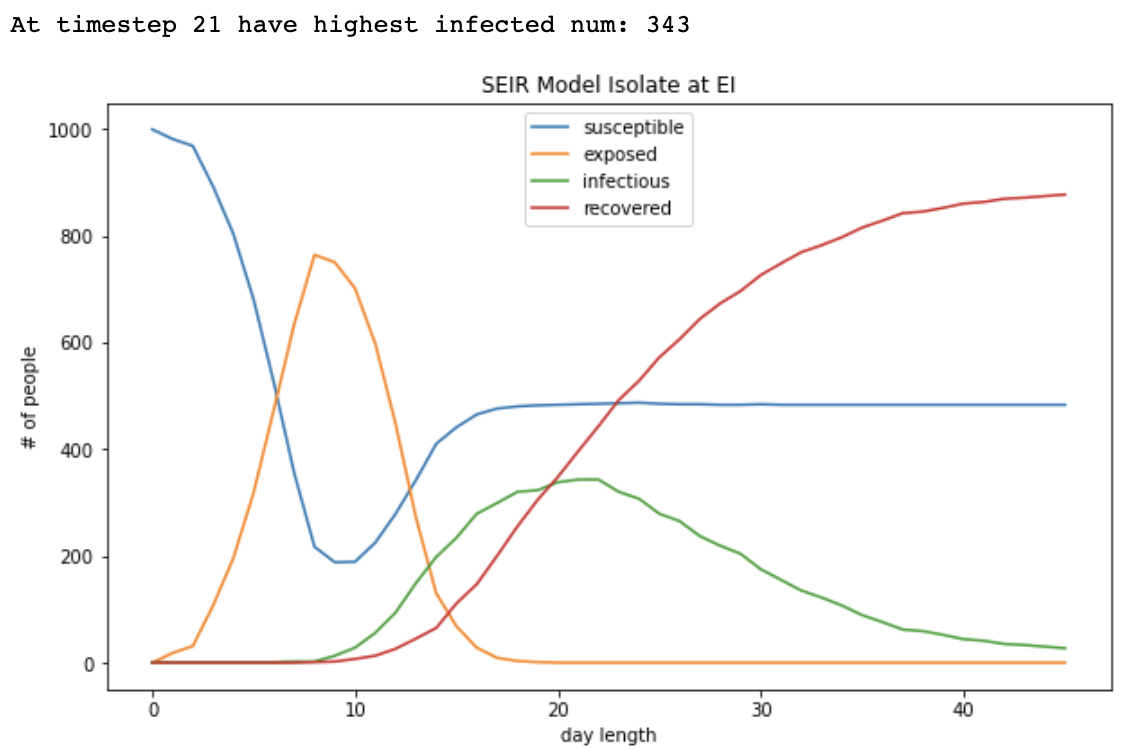 At timestep 21 have highest infected num: 343
SEIR Model Isolate at EI
susceptible
exposed
infectious
recovered
# of people
1000
800
600
400
200
0
0 10 20 30 40
day length